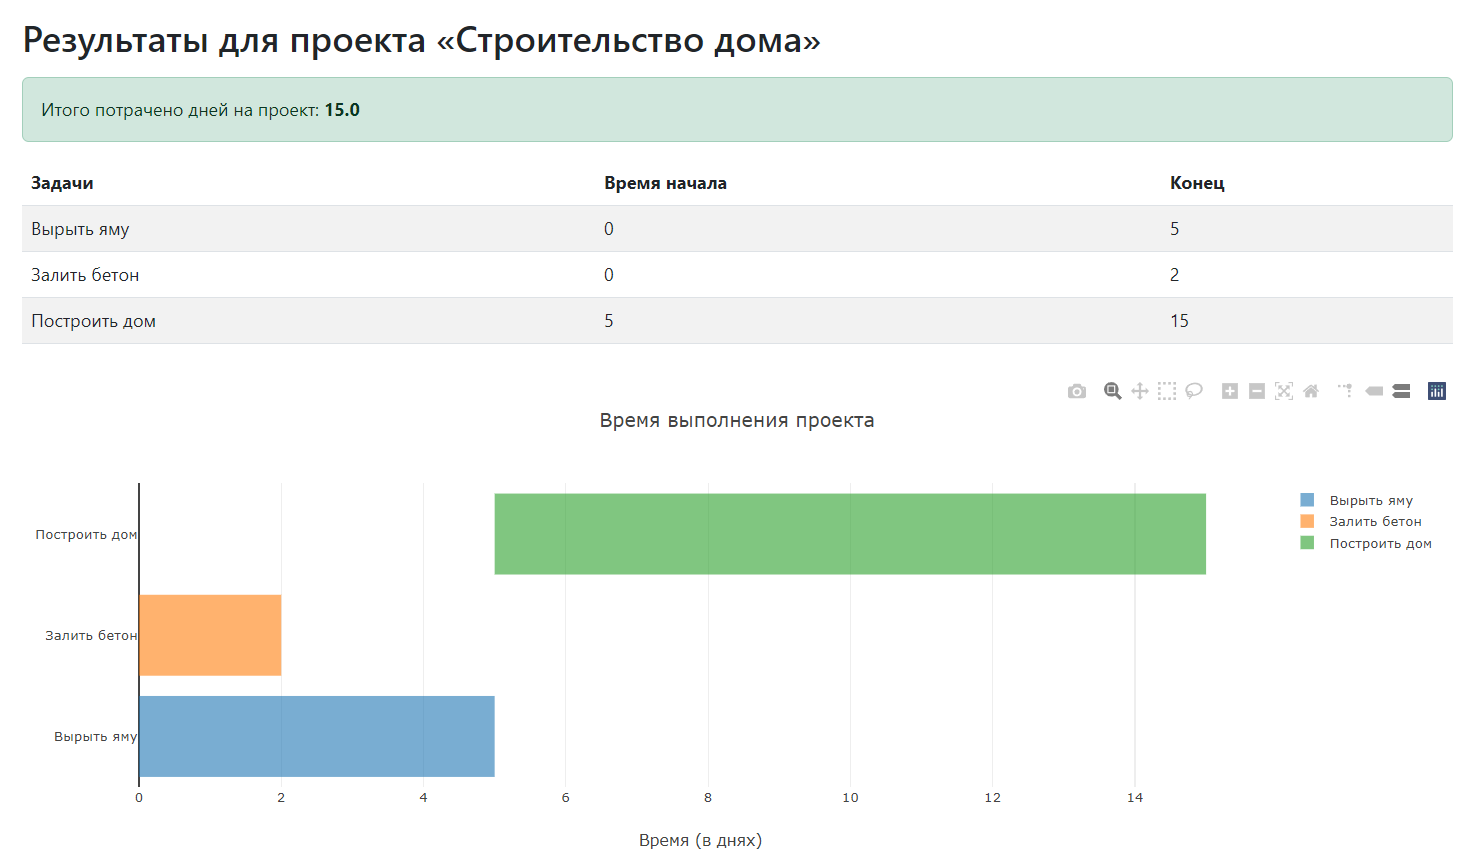 Результаты для проекта «Строительство дома»
Итого потрачено дней на проект: 15.0
Задачи Время начала Конец
Вырыть яму 0 5
Залить бетон 0 2
Построить дом 5 15
Время выполнения проекта
Построить дом
Залить бетон
Вырыть яму
0 2 4 6 8 10 12 14
Время (в днях)
Вырыть яму
Залить бетон
Построить дом